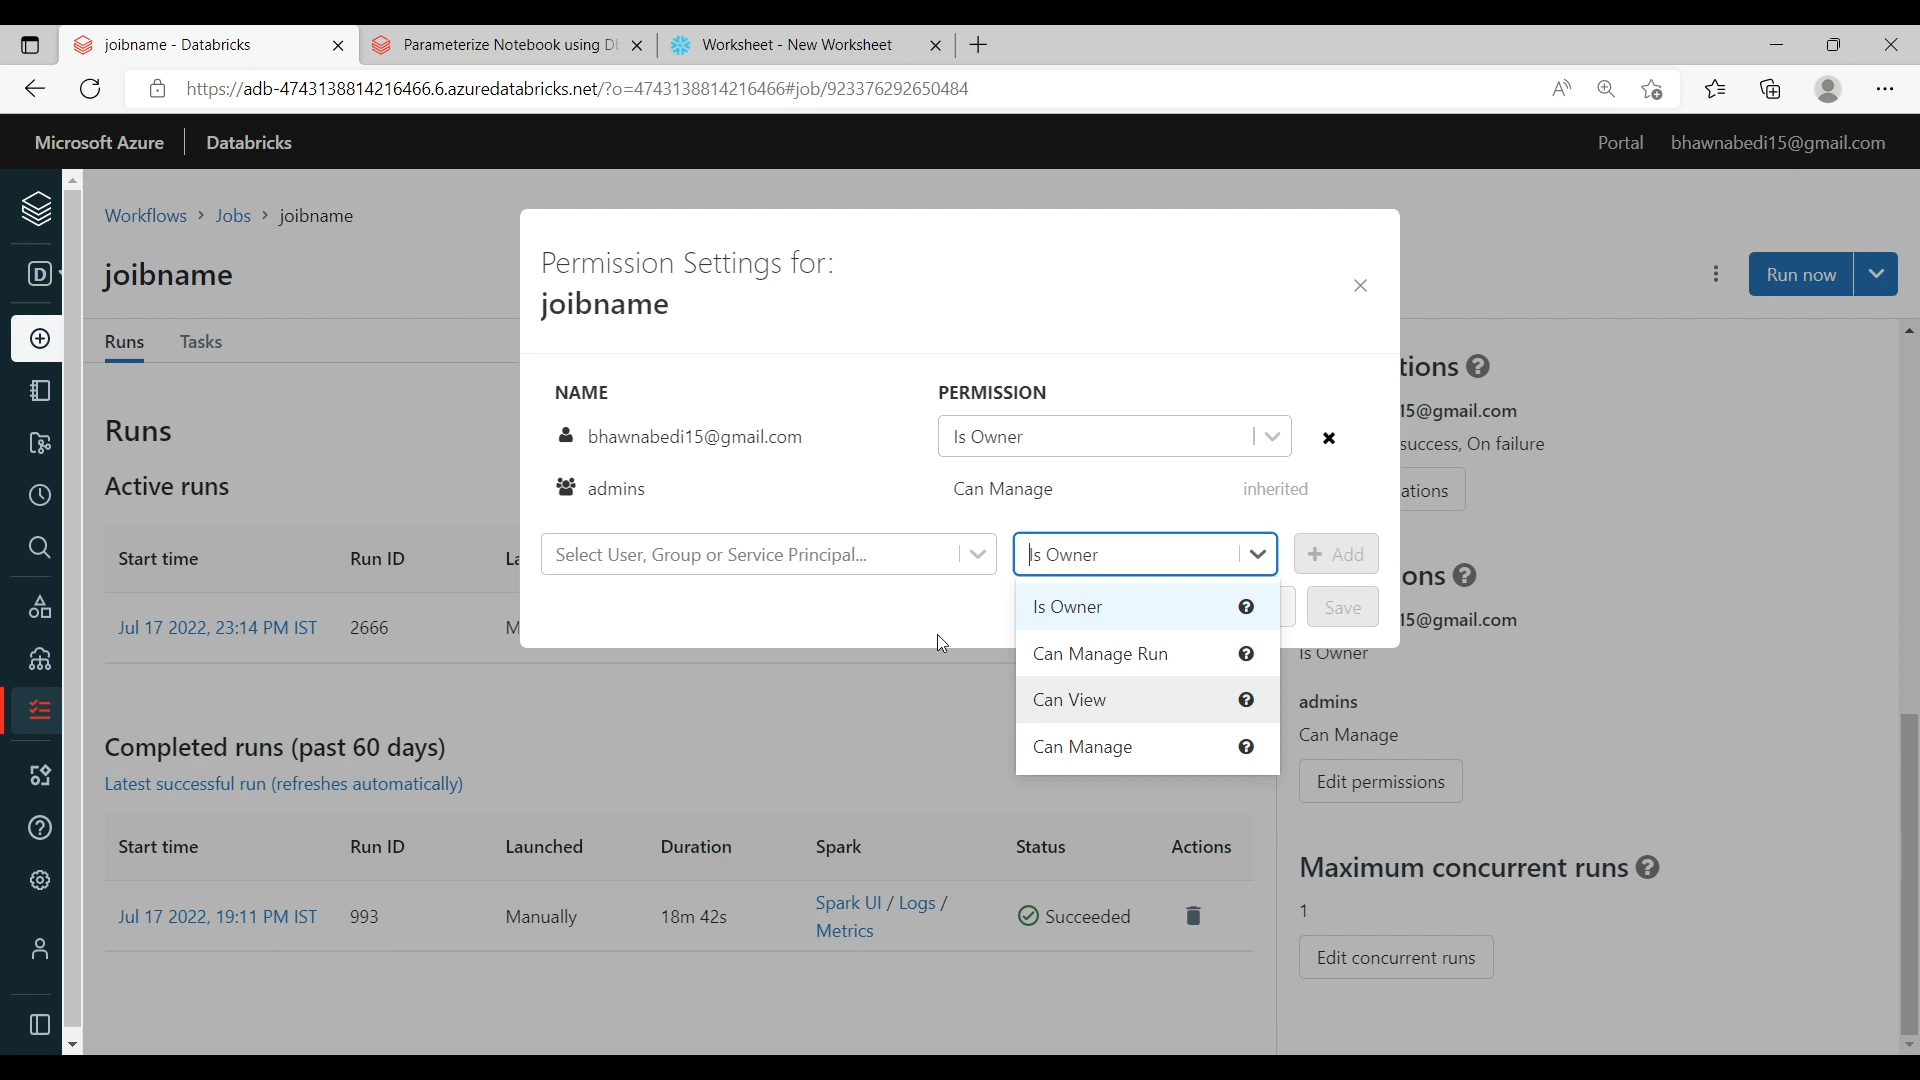 joibname - Databricks
Parameterize Notebook using Db
Worksheet - New Worksheet
https://adb-4743138814216466.6.azuredatabricks.net/?o=4743138814216466#job/923376292650484
Microsoft Azure
Databricks
Portal
bhawnabedi15@gmail.com
Workflows > Jobs > joibname
joibname
Run now
Runs
Tasks
Permission Settings for:
joibname
NAME
PERMISSION
bhawnabedi15@gmail.com
Is Owner
admins
Can Manage
inherited
Select User, Group or Service Principal...
Is Owner
+ Add
Save
Is Owner
Can Manage Run
Can View
Can Manage
Runs
Active runs
Start time
Run ID
La
Jul 17 2022, 23:14 PM IST
2666
M
Completed runs (past 60 days)
Latest successful run (refreshes automatically)
Start time
Run ID
Launched
Duration
Spark
Status
Actions
Jul 17 2022, 19:11 PM IST
993
Manually
18m 42s
Spark UI / Logs /
Metrics
Succeeded
tions
15@gmail.com
success, On failure
ations
ons
15@gmail.com
Is Owner
admins
Can Manage
Edit permissions
Maximum concurrent runs
1
Edit concurrent runs